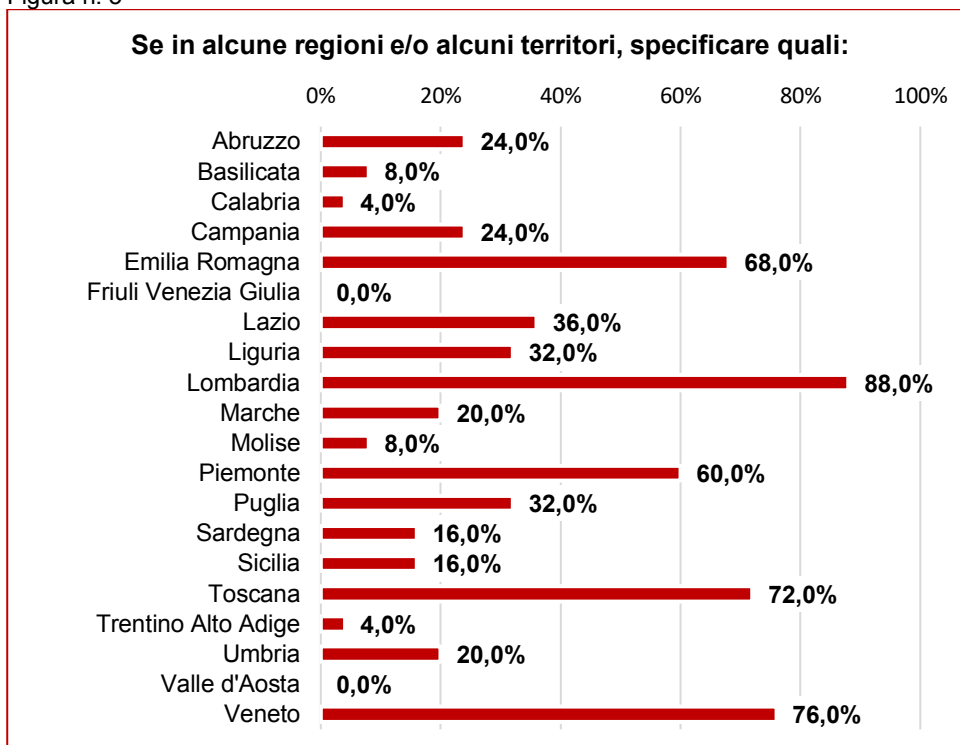 Se in alcune regioni e/o alcuni territori, specificare quali:
0% 20% 40% 60% 80% 100%
Abruzzo 24,0%
Basilicata 8,0%
Calabria 4,0%
Campania 24,0%
Emilia Romagna 68,0%
Friuli Venezia Giulia 0,0%
Lazio 36,0%
Liguria 32,0%
Lombardia 88,0%
Marche 20,0%
Molise 8,0%
Piemonte 60,0%
Puglia 32,0%
Sardegna 16,0%
Sicilia 16,0%
Toscana 72,0%
Trentino Alto Adige 4,0%
Umbria 20,0%
Valle d'Aosta 0,0%
Veneto 76,0%